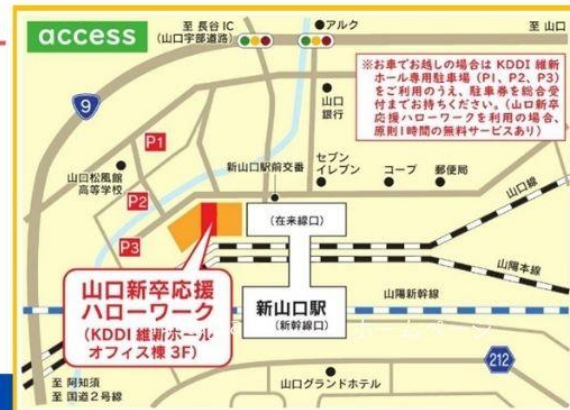 access
至 長谷 IC
(山口宇部道路)
アルク
至 山口
※お車でお越しの場合は KDDI 維新
ホール専用駐車場 (P1、P2、P3)
をご利用のうえ、駐車券を総合受
付までお持ちください。(山口新卒
応援ハローワークを利用の場合、
原則1時間の無料サービスあり)
9
山口
銀行
P1
山口松風館
高等学校
新山口駅前交番
セブン
イレブン
コープ
郵便局
P2
山口線
(在来線口)
P3
山陽本線
山口新卒応援
ハローワーク
(KDDI 維新ホール
オフィス棟 3F)
山陽新幹線
新山口駅
(新幹線口)
ホームページ
212
至 阿知須
至 国道2号線
山口グランドホテル